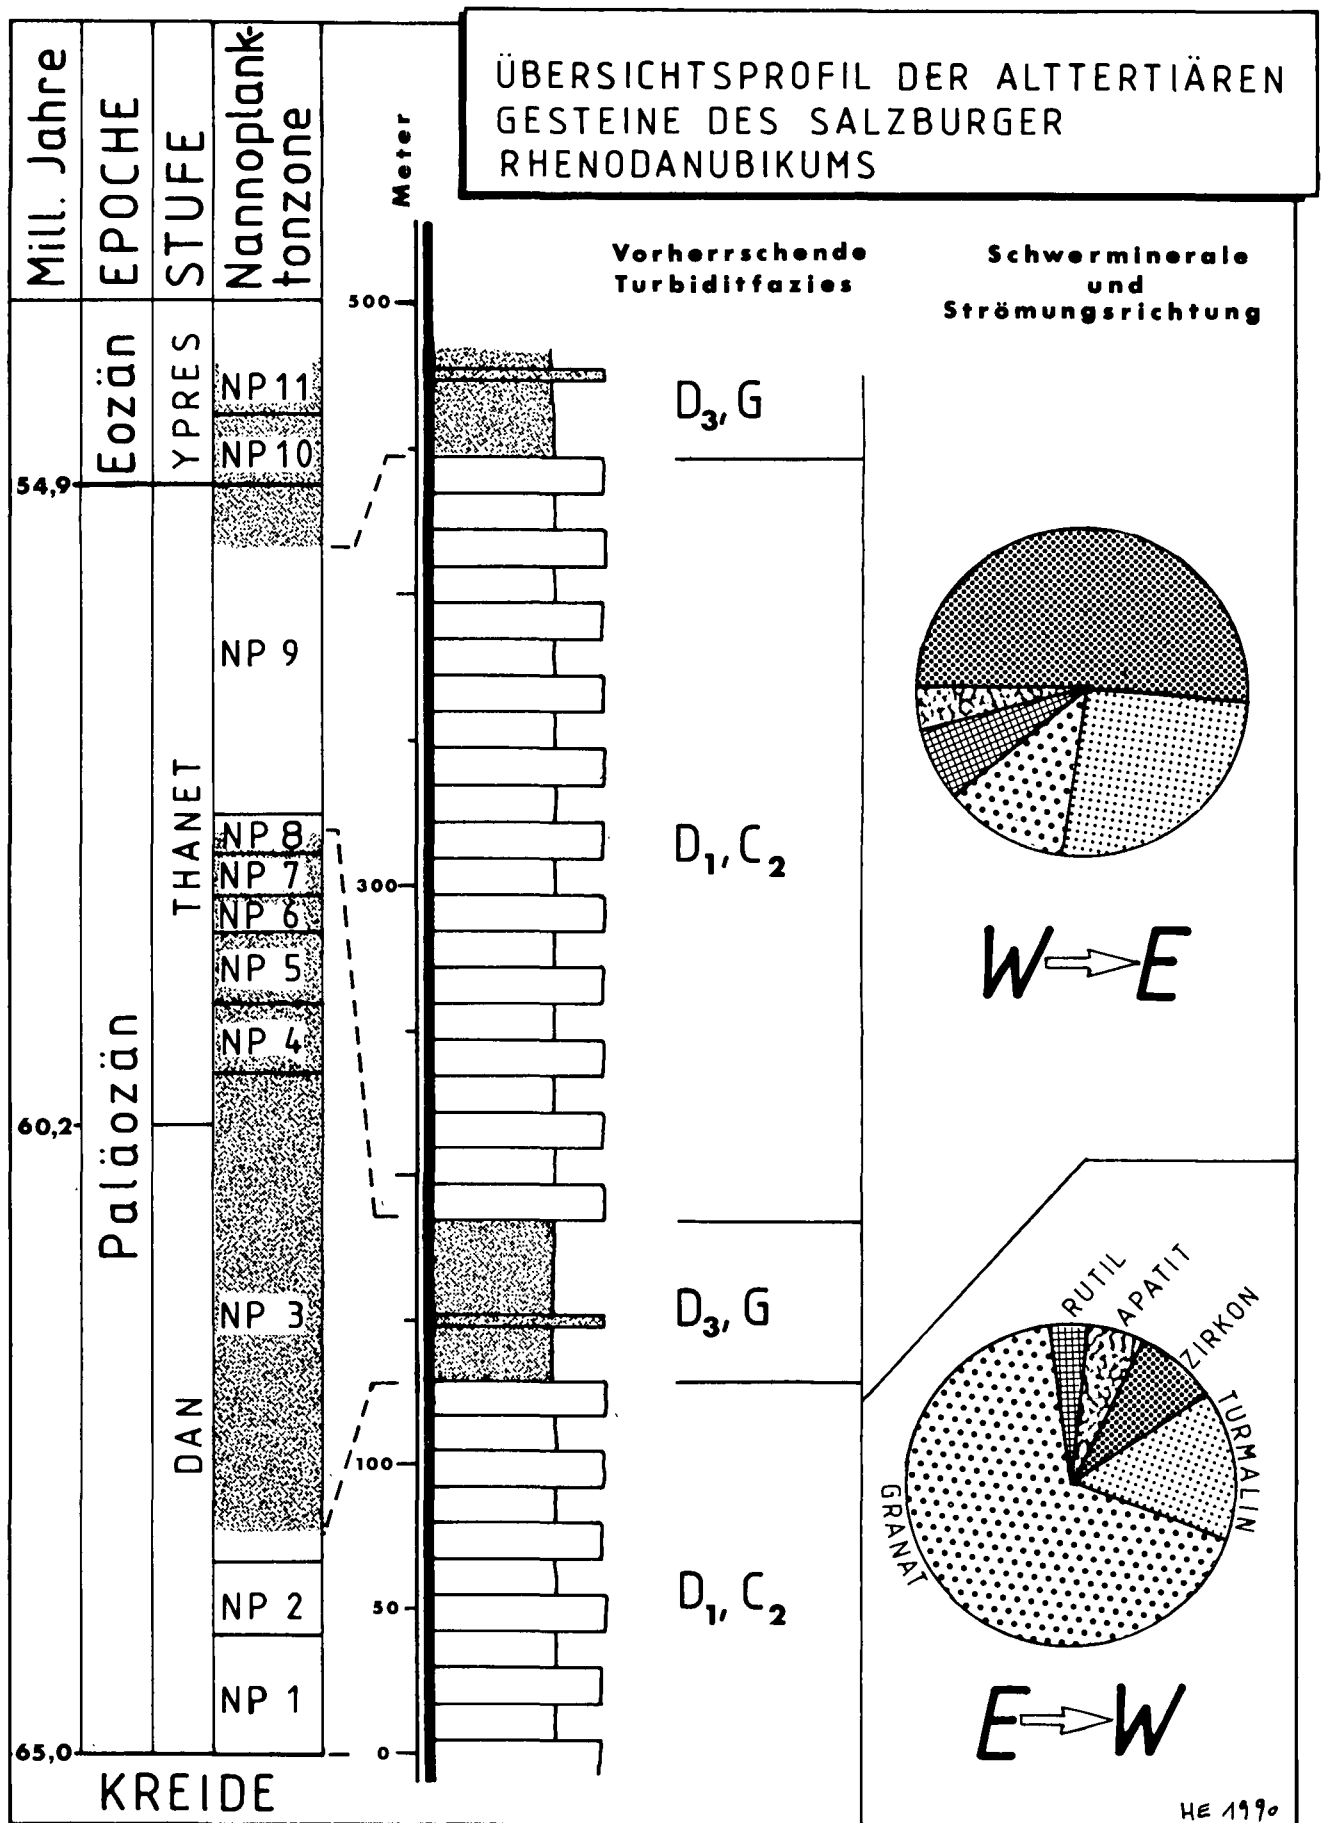 ÜBERSICHTSPROFIL DER ALTTERTIÄREN
GESTEINE DES SALZBURGER
RHENODANUBIKUMS
Mill. Jahre
EPOCHE
STUFE
Nannoplank-
tonzone
Meter
Vorherrschende
Turbiditfazies
Schwerminerale
und
Strömungsrichtung
500
Eozän
YPRES
NP 11
D3, G
NP 10
54,9
NP 9
THANET
NP 8
D1, C2
NP 7
300
NP 6
NP 5
W E
Paläozän
NP 4
60,2
NP 3
D3, G
RUTIL
APATIT
ZIRKON
TURMALIN
GRANAT
DAN
100
NP 2
50
D1, C2
NP 1
E W
65,0
0
KREIDE
HE 1990